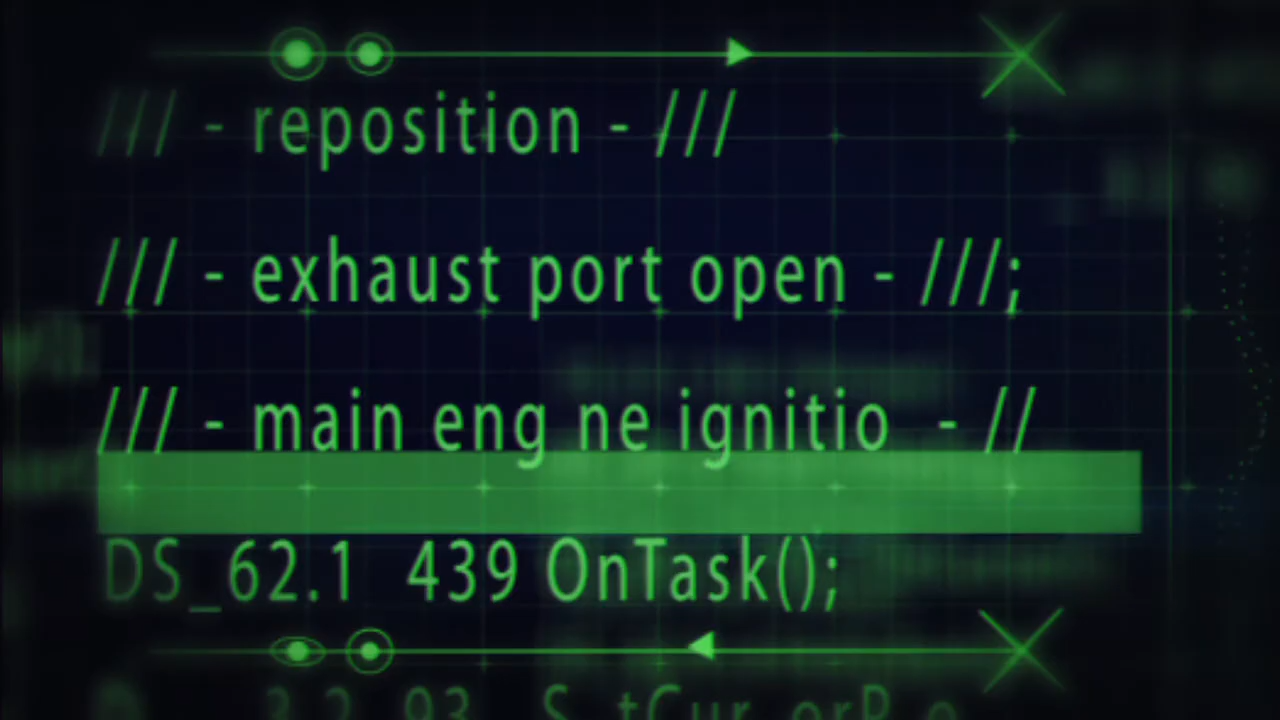 /// - reposition - ///
/// - exhaust port open - ///;
/// - main eng ne ignitio - //
DS_62.1 439 OnTask();